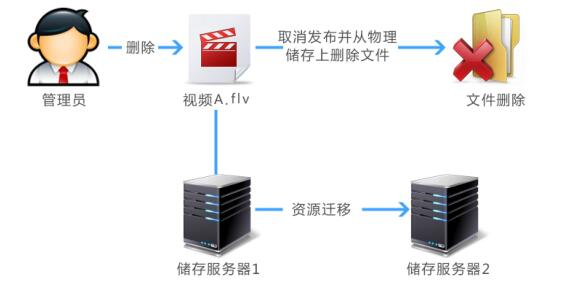 删除
取消发布并从物理
储存上删除文件
管理员
视频A.flv
文件删除
资源迁移
储存服务器1
储存服务器2